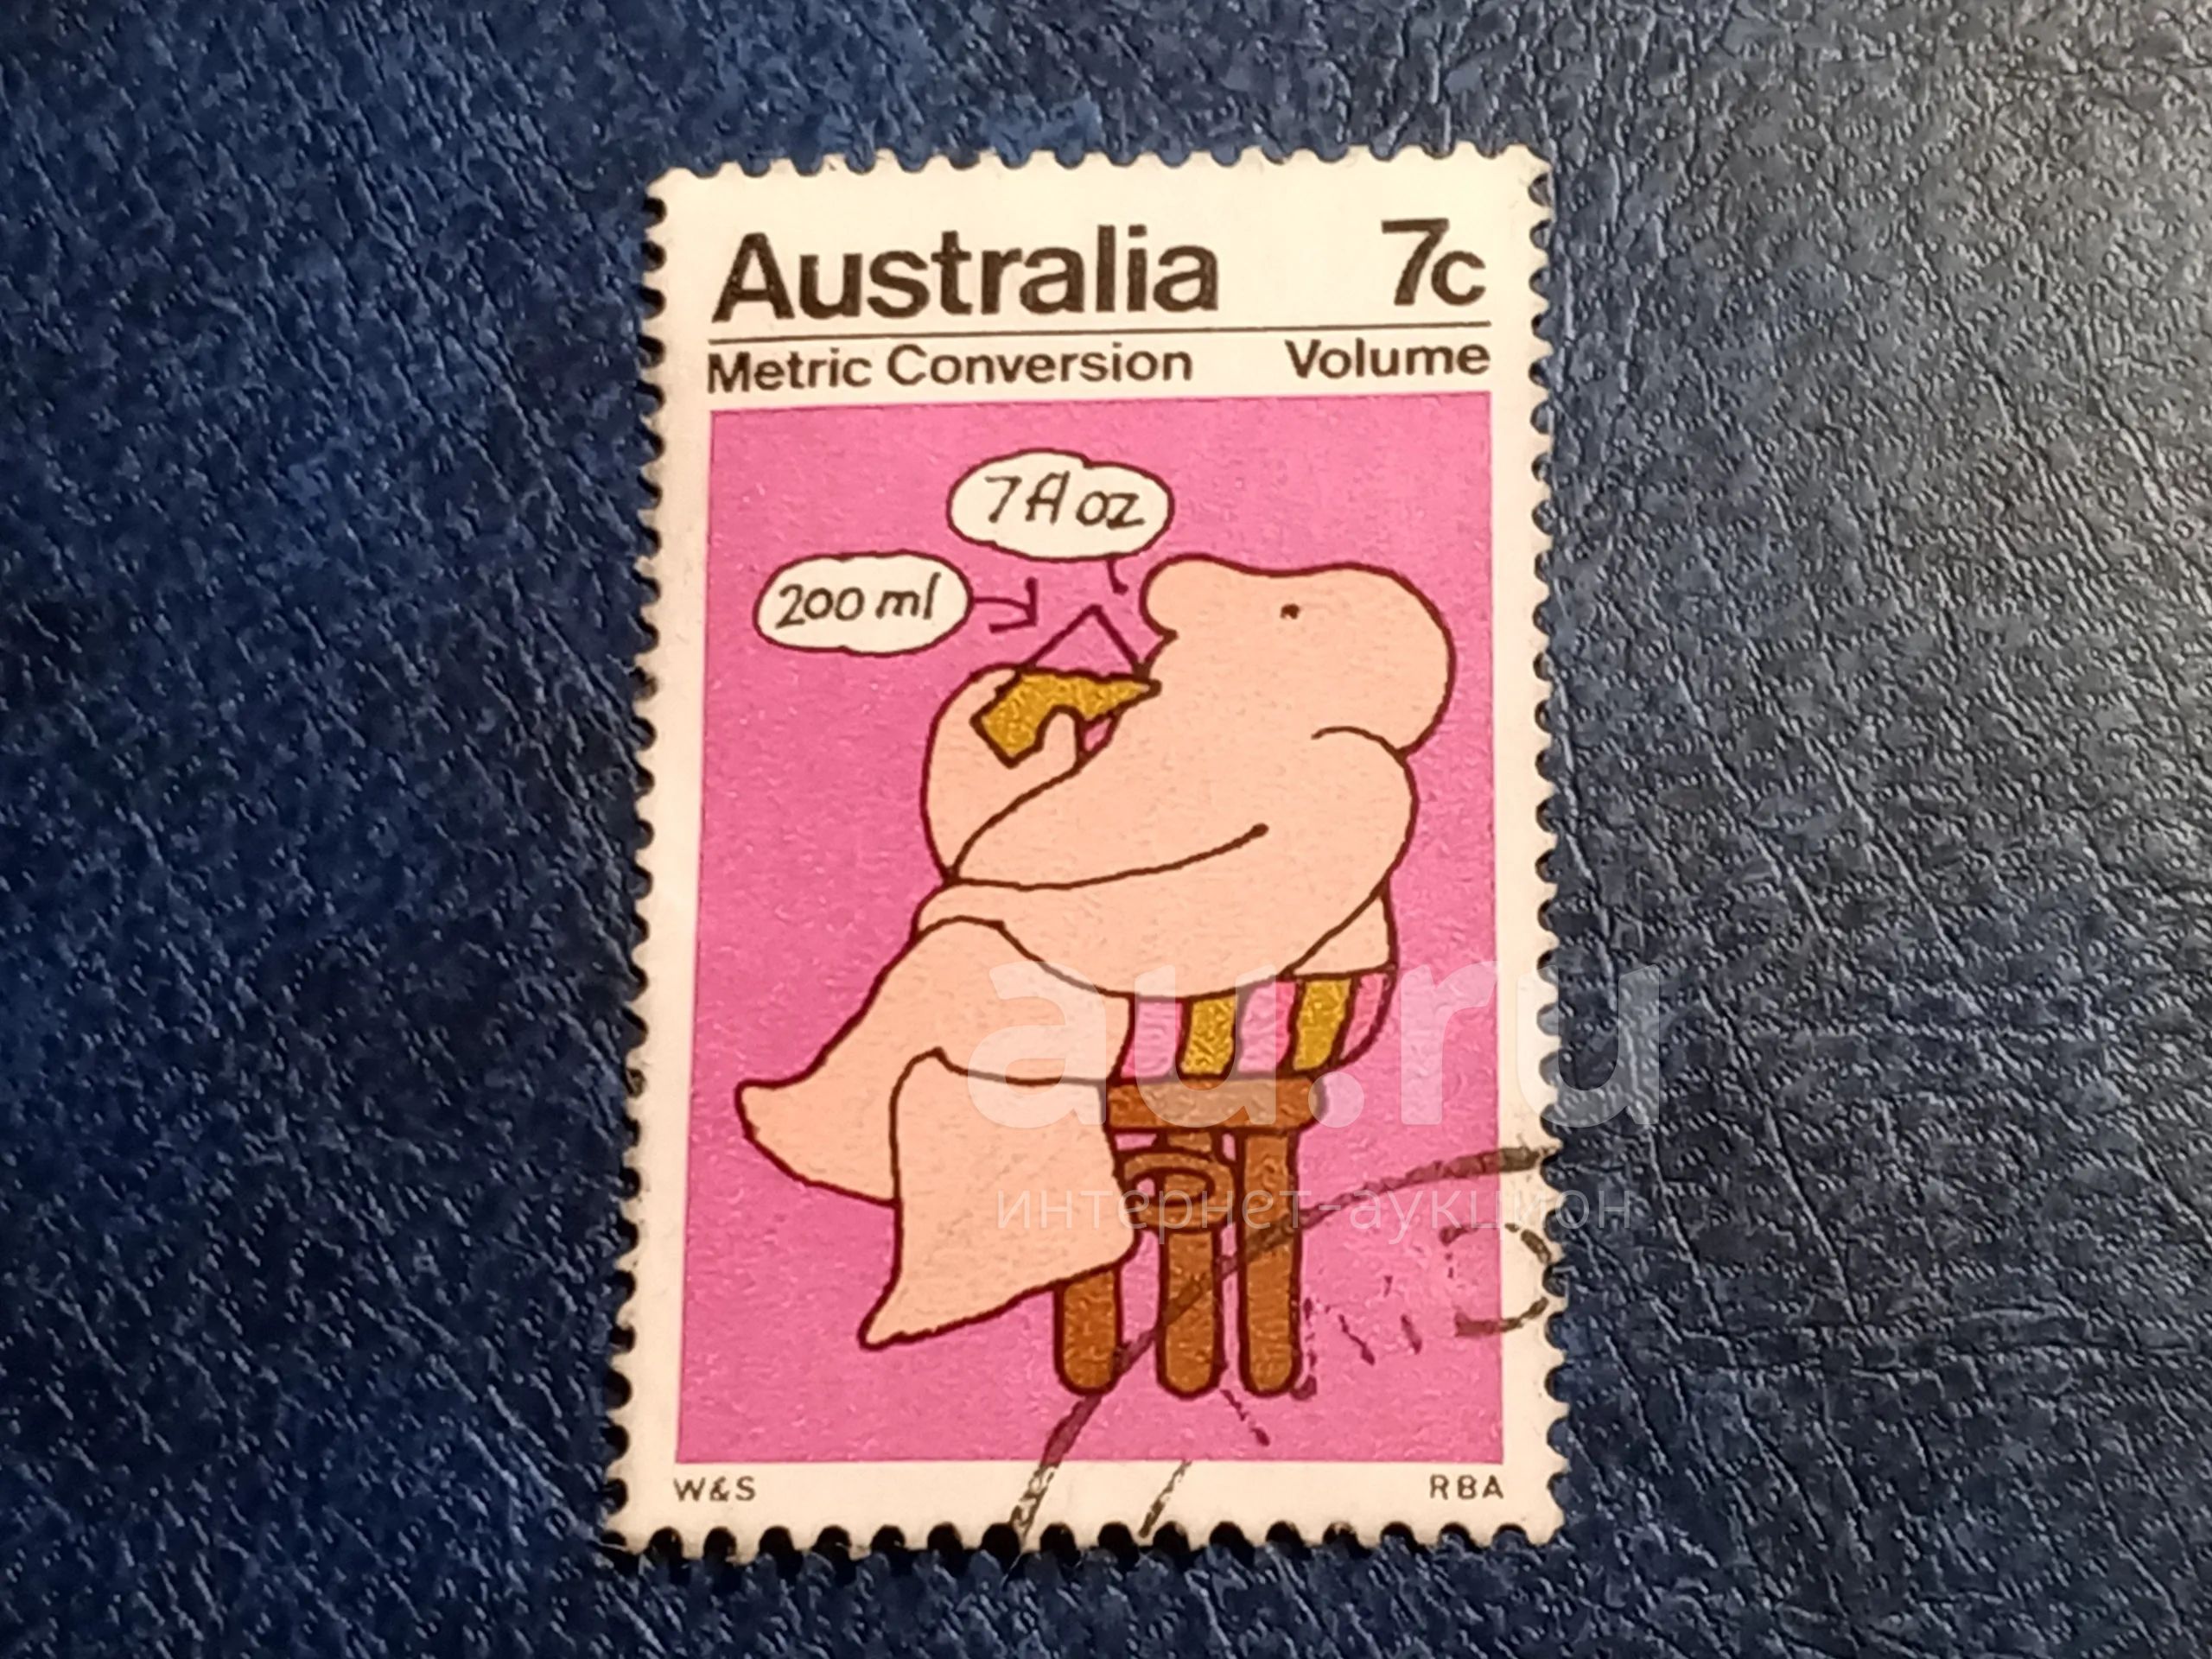 Australia 7c
Metric Conversion Volume
7 fl oz
200 ml
au.ru
интернет-аукцион
W&S RBA